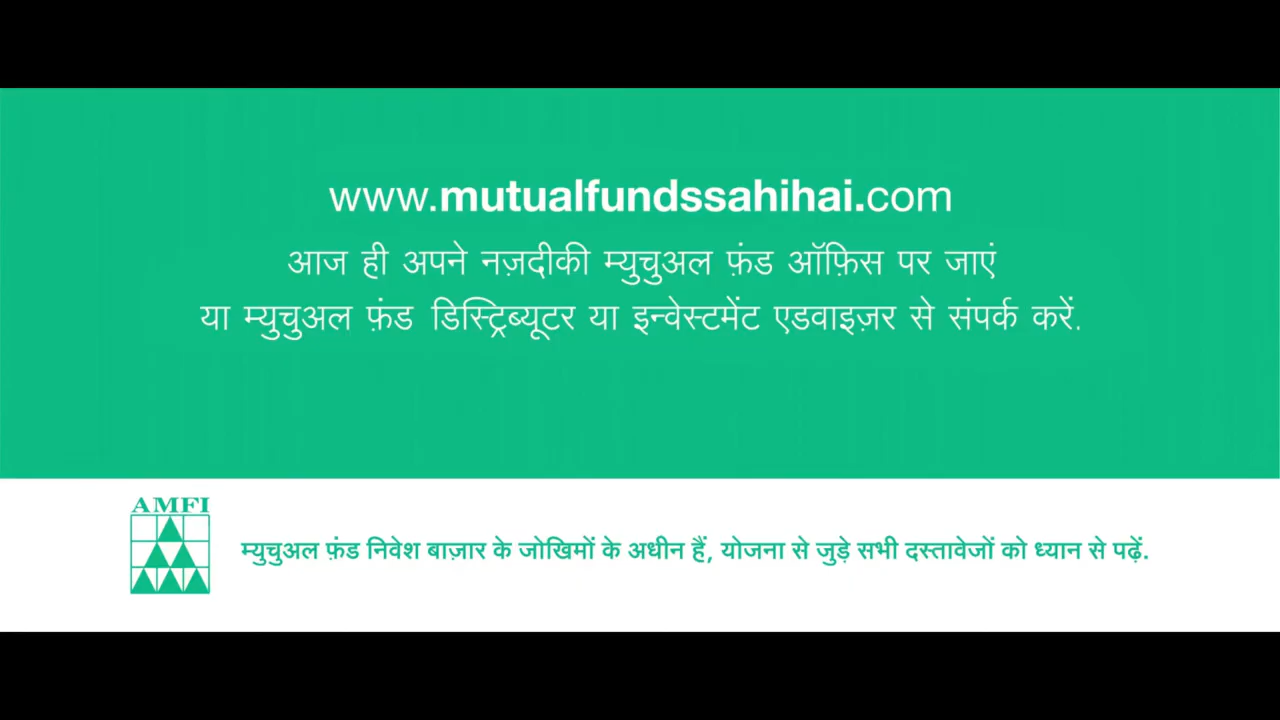 www.mutualfundssahihai.com
आज ही अपने नज़दीकी म्युचुअल फ़ंड ऑफ़िस पर जाएं
या म्युचुअल फ़ंड डिस्ट्रिब्यूटर या इन्वेस्टमेंट एडवाइज़र से संपर्क करें.
AMFI
म्युचुअल फ़ंड निवेश बाज़ार के जोखिमों के अधीन हैं, योजना से जुड़े सभी दस्तावेजों को ध्यान से पढ़ें.